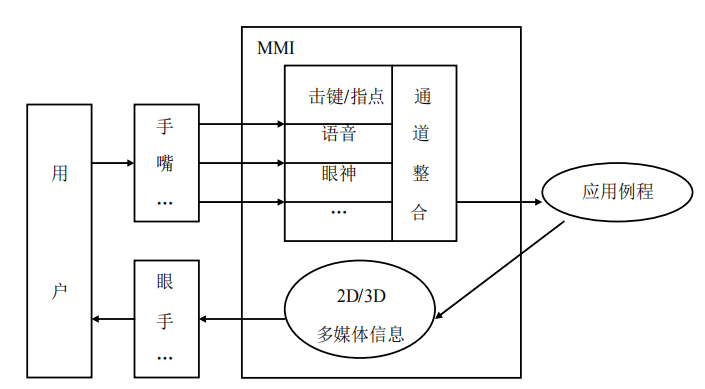 MMI
用户
手
嘴
…
击键/指点
语音
眼神
…
通道整合
应用例程
眼
手
…
2D/3D
多媒体信息